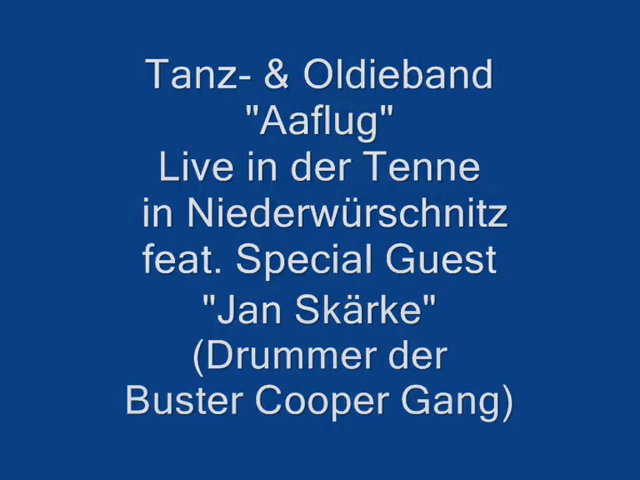 Tanz- & Oldieband
"Aaflug"
Live in der Tenne
in Niederwürschnitz
feat. Special Guest
"Jan Skärke"
(Drummer der
Buster Cooper Gang)